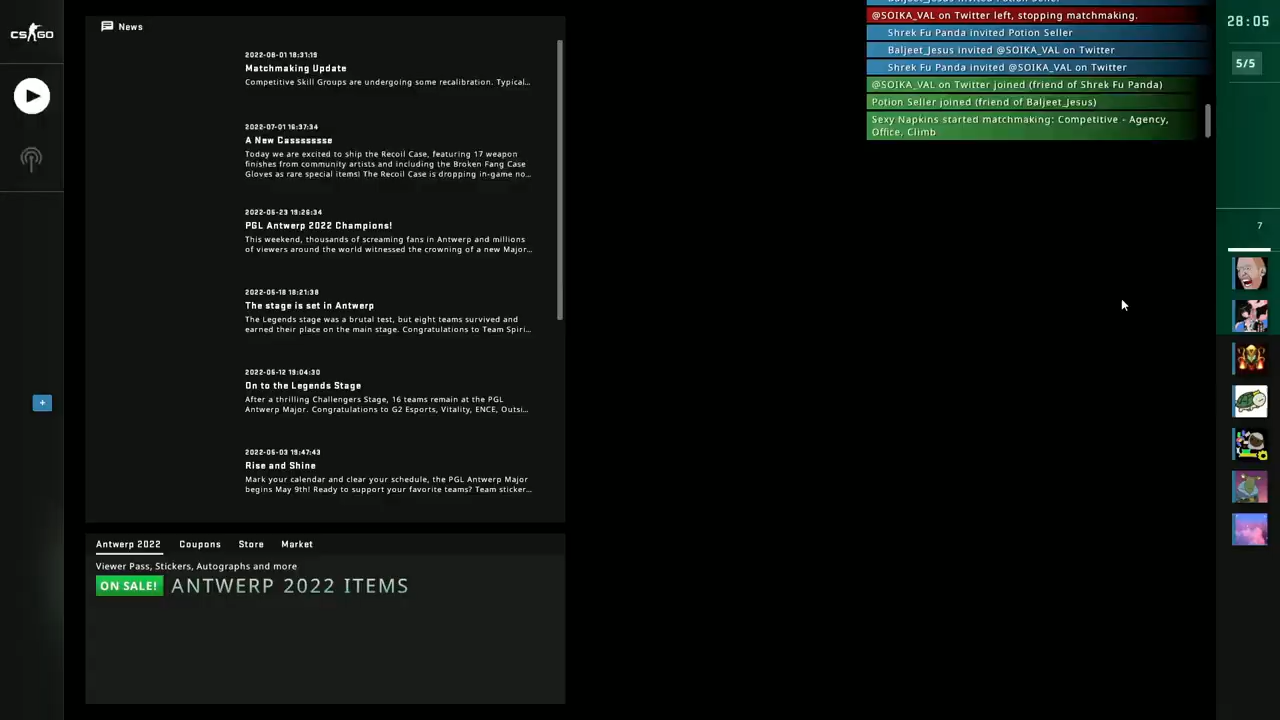 CS:GO
News
2022-08-01 18:31:19
Matchmaking Update
Competitive Skill Groups are undergoing some recalibration. Typical…
2022-07-01 16:37:34
A New Casssssse
Today we are excited to ship the Recoil Case, featuring 17 weapon
finishes from community artists and including the Broken Fang Case
Gloves as rare special items! The Recoil Case is dropping in-game no…
2022-05-23 19:26:34
PGL Antwerp 2022 Champions!
This weekend, thousands of screaming fans in Antwerp and millions
of viewers around the world witnessed the crowning of a new Major…
2022-05-18 18:21:38
The stage is set in Antwerp
The Legends stage was a brutal test, but eight teams survived and
earned their place on the main stage. Congratulations to Team Spiri…
2022-05-12 19:04:30
On to the Legends Stage
After a thrilling Challengers Stage, 16 teams remain at the PGL
Antwerp Major. Congratulations to G2 Esports, Vitality, ENCE, Outsi…
2022-05-03 19:47:43
Rise and Shine
Mark your calendar and clear your schedule, the PGL Antwerp Major
begins May 9th! Ready to support your favorite teams? Team sticker…
Antwerp 2022 Coupons Store Market
Viewer Pass, Stickers, Autographs and more
ON SALE! ANTWERP 2022 ITEMS
Baljeet_Jesus invited Potion Seller
@SOIKA_VAL on Twitter left, stopping matchmaking.
Shrek Fu Panda invited Potion Seller
Baljeet_Jesus invited @SOIKA_VAL on Twitter
Shrek Fu Panda invited @SOIKA_VAL on Twitter
@SOIKA_VAL on Twitter joined (friend of Shrek Fu Panda)
Potion Seller joined (friend of Baljeet_Jesus)
Sexy Napkins started matchmaking: Competitive - Agency,
Office, Climb
28:05
5/5
7